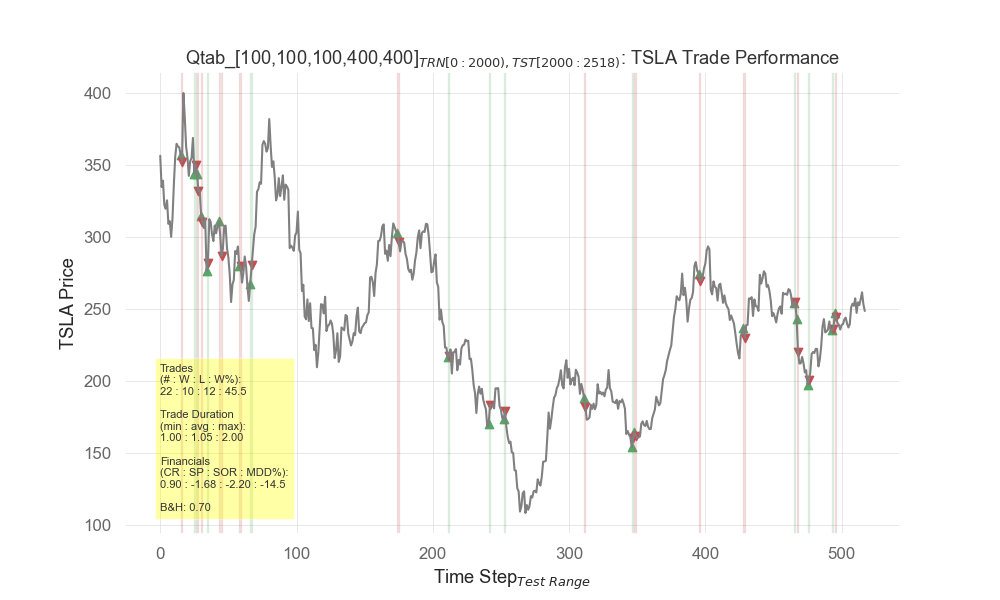 Qtab_[100,100,100,400,400]TRN[0 : 2000), TST[2000 : 2518): TSLA Trade Performance
400
350
300
250
200
150
100
TSLA Price
Trades
(# : W : L : W%):
22 : 10 : 12 : 45.5
Trade Duration
(min : avg : max):
1.00 : 1.05 : 2.00
Financials
(CR : SP : SOR : MDD%):
0.90 : -1.68 : -2.20 : -14.5
B&H: 0.70
0 100 200 300 400 500
Time StepTest Range